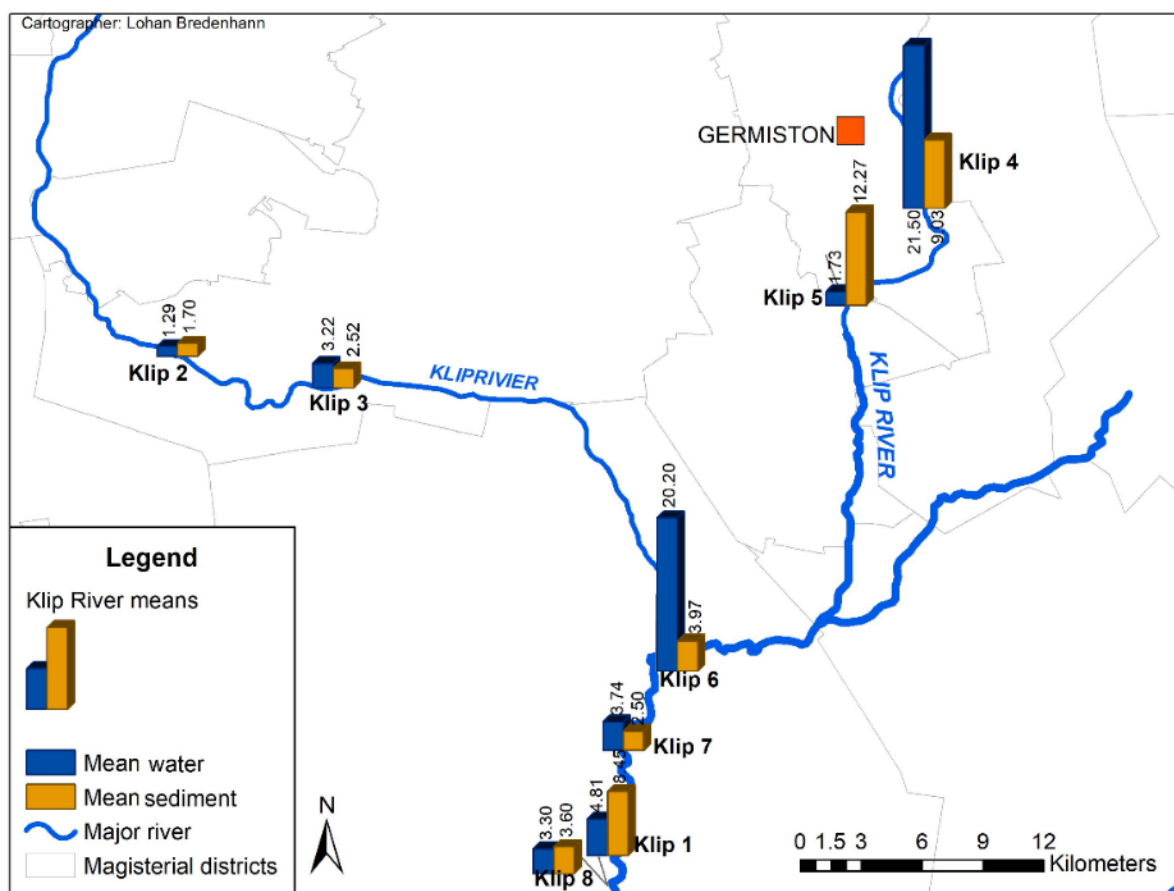 Cartographer: Lohan Bredenhann
GERMISTON
Klip 4
21.50
9.03
12.27
1.73
Klip 5
1.29
1.70
Klip 2
3.22
2.52
Klip 3
KLIPRIVIER
KLIP RIVER
20.20
3.97
Klip 6
3.74
2.50
Klip 7
8.45
4.81
Klip 1
3.30
3.60
Klip 8
Legend
Klip River means
Mean water
Mean sediment
Major river
Magisterial districts
N
0 1.5 3 6 9 12
Kilometers